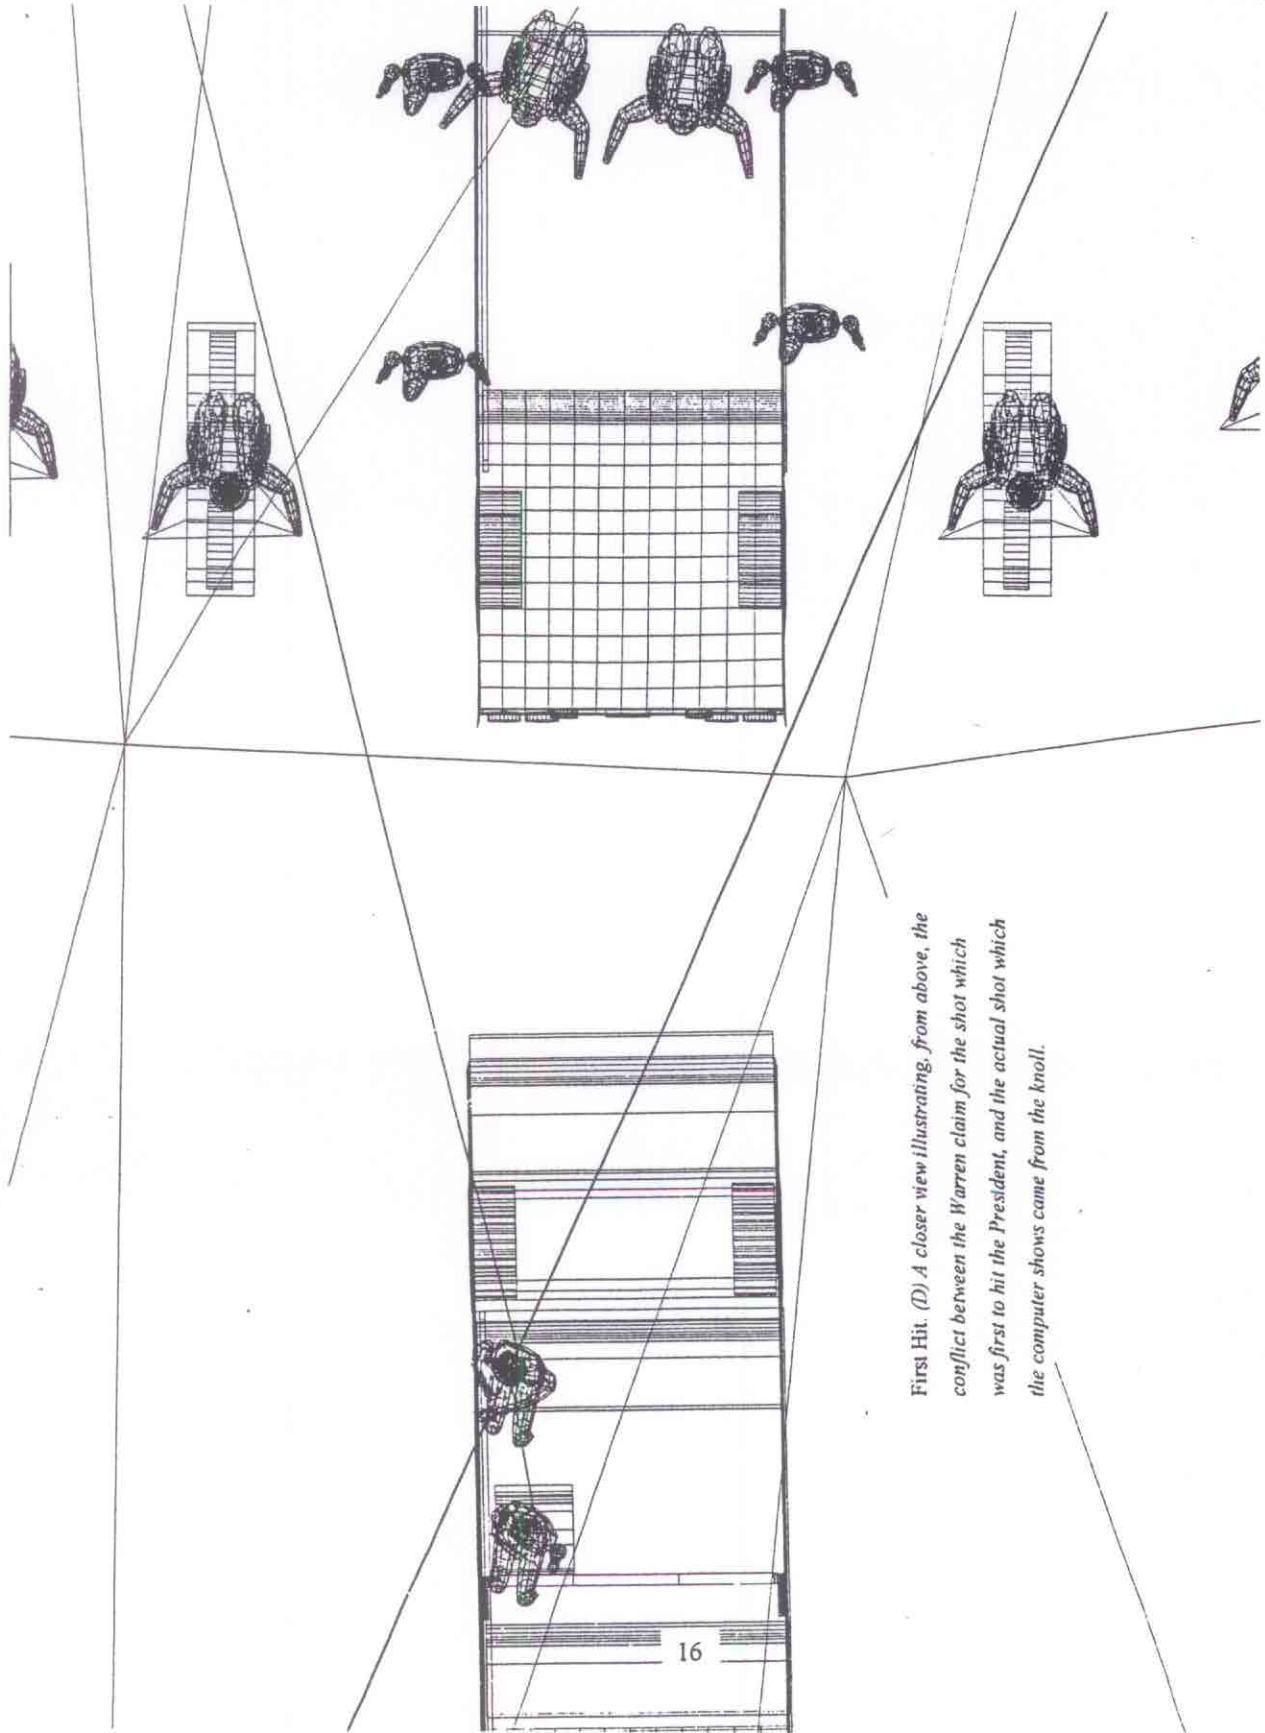 First Hit. (D) A closer view illustrating, from above, the
conflict between the Warren claim for the shot which
was first to hit the President, and the actual shot which
the computer shows came from the knoll.
16